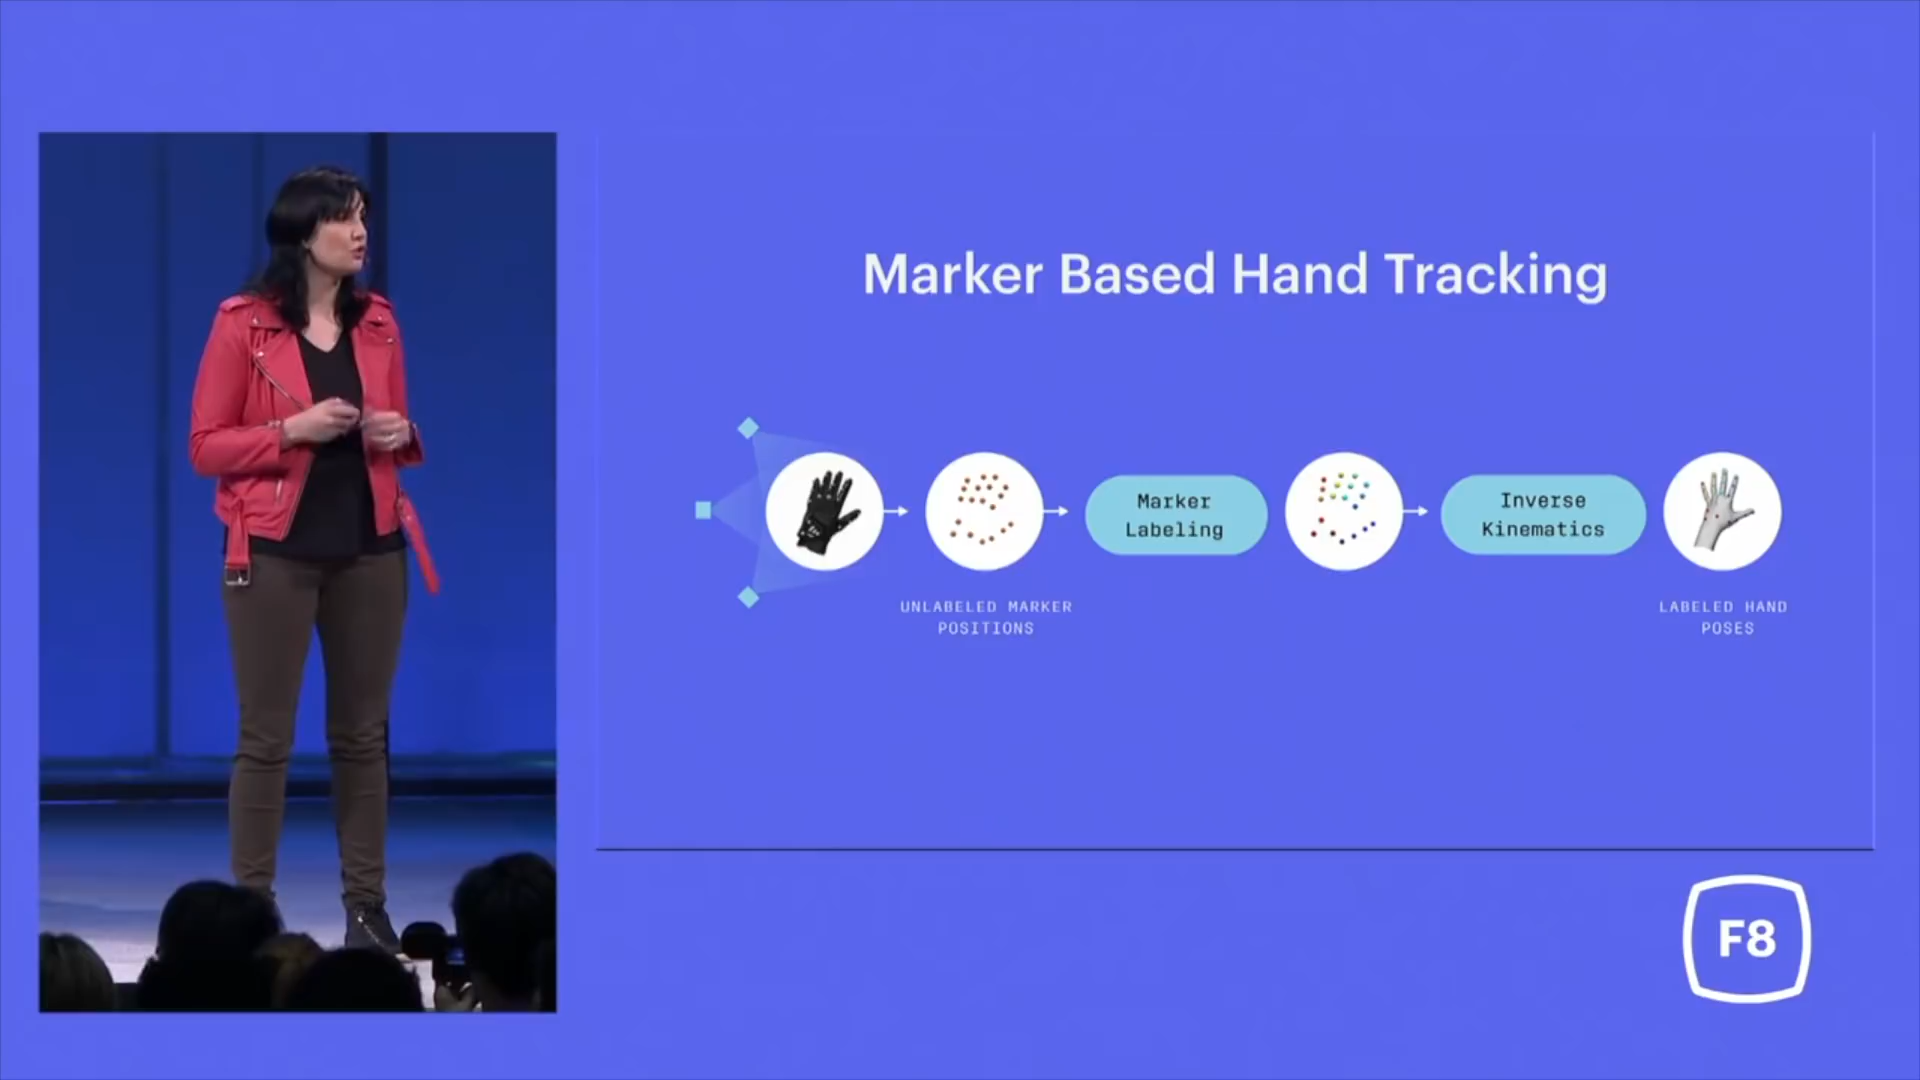 Marker Based Hand Tracking
Marker
Labeling
Inverse
Kinematics
UNLABELED MARKER
POSITIONS
LABELED HAND
POSES
F8